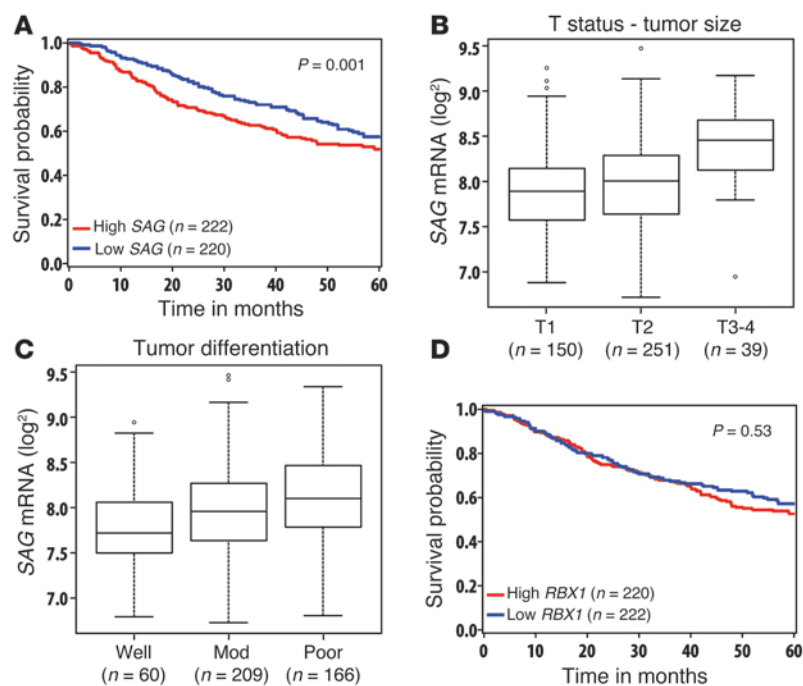 A
Survival probability
1.0
0.8
0.6
0.4
0.2
0.0
P = 0.001
High SAG (n = 222)
Low SAG (n = 220)
0 10 20 30 40 50 60
Time in months
B
T status - tumor size
SAG mRNA (log²)
9.5
9.0
8.5
8.0
7.5
7.0
T1 T2 T3-4
(n = 150) (n = 251) (n = 39)
C
Tumor differentiation
SAG mRNA (log²)
9.5
9.0
8.5
8.0
7.5
7.0
Well Mod Poor
(n = 60) (n = 209) (n = 166)
D
Survival probability
1.0
0.8
0.6
0.4
0.2
0.0
P = 0.53
High RBX1 (n = 220)
Low RBX1 (n = 222)
0 10 20 30 40 50 60
Time in months